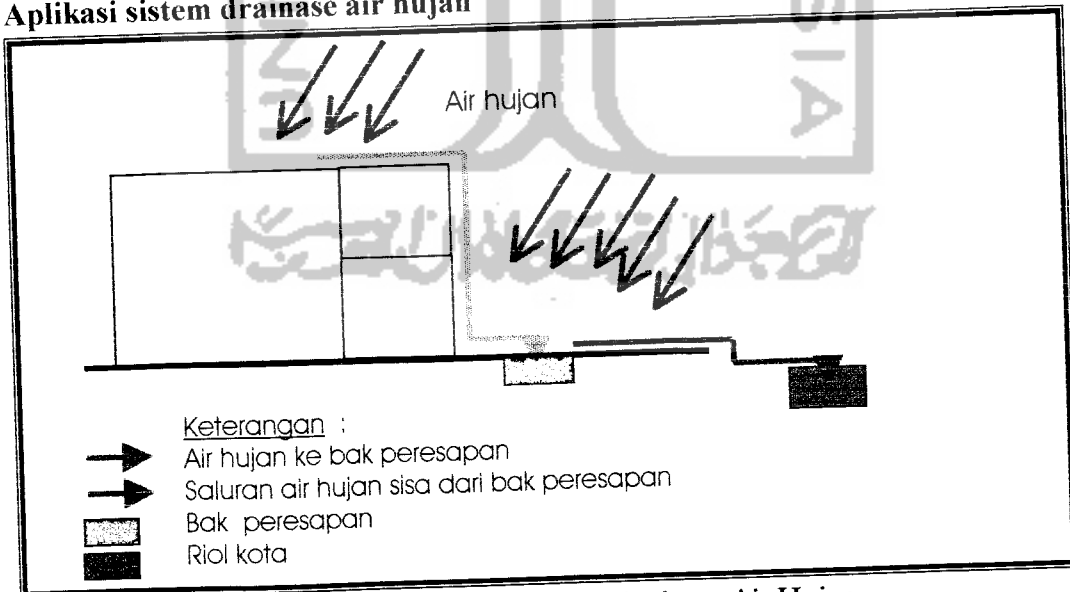 Aplikasi sistem drainase air hujan
Air hujan
Keterangan :
Air hujan ke bak peresapan
Saluran air hujan sisa dari bak peresapan
Bak peresapan
Riol kota